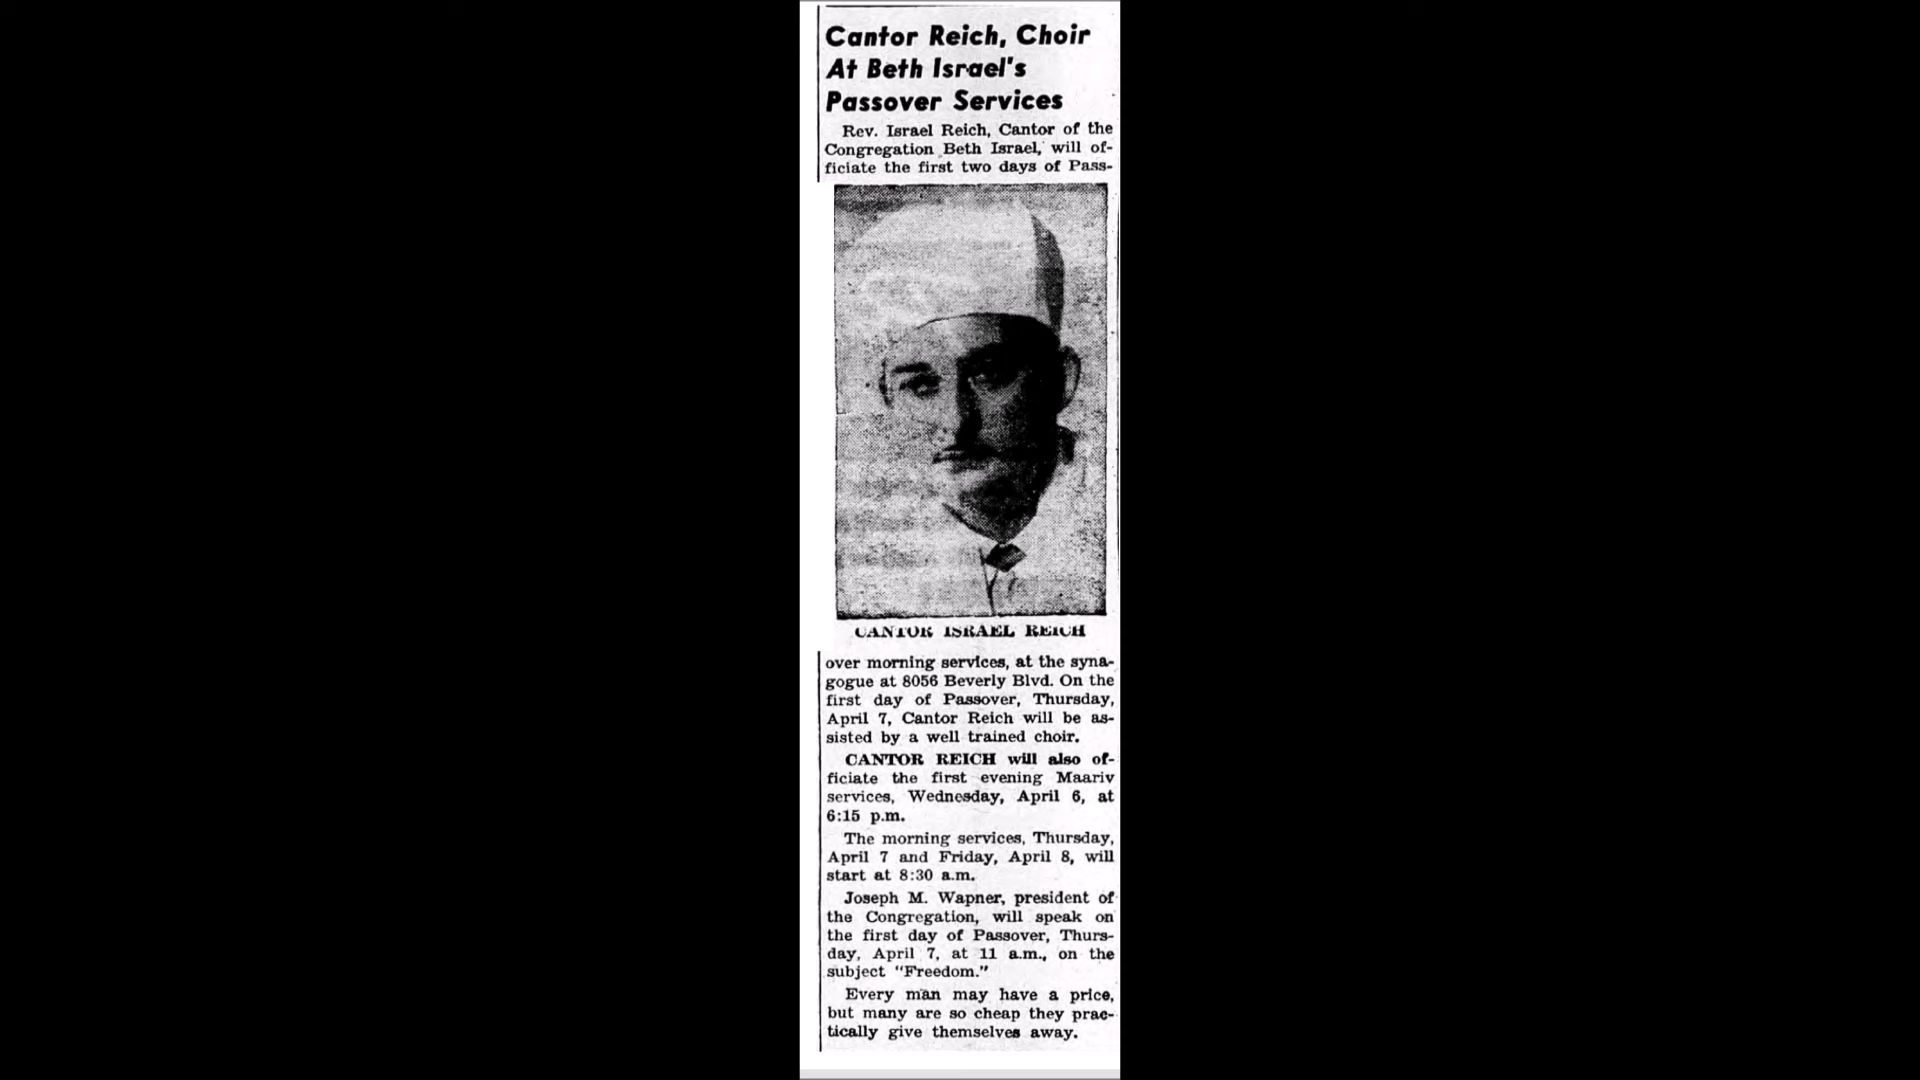 Cantor Reich, Choir
At Beth Israel's
Passover Services
Rev. Israel Reich, Cantor of the
Congregation Beth Israel, will of-
ficiate the first two days of Pass-
CANTOR ISRAEL REICH
over morning services, at the syna-
gogue at 8056 Beverly Blvd. On the
first day of Passover, Thursday,
April 7, Cantor Reich will be as-
sisted by a well trained choir.
CANTOR REICH will also of-
ficiate the first evening Maariv
services, Wednesday, April 6, at
6:15 p.m.
The morning services, Thursday,
April 7 and Friday, April 8, will
start at 8:30 a.m.
Joseph M. Wapner, president of
the Congregation, will speak on
the first day of Passover, Thurs-
day, April 7, at 11 a.m., on the
subject "Freedom."
Every man may have a price,
but many are so cheap they prac-
tically give themselves away.